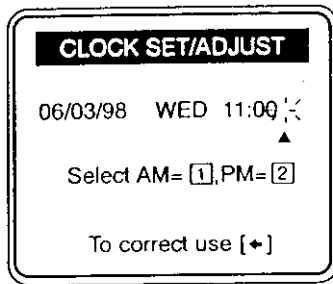 CLOCK SET/ADJUST
06/03/98 WED 11:00
Select AM= 1,PM= 2
To correct use [←]